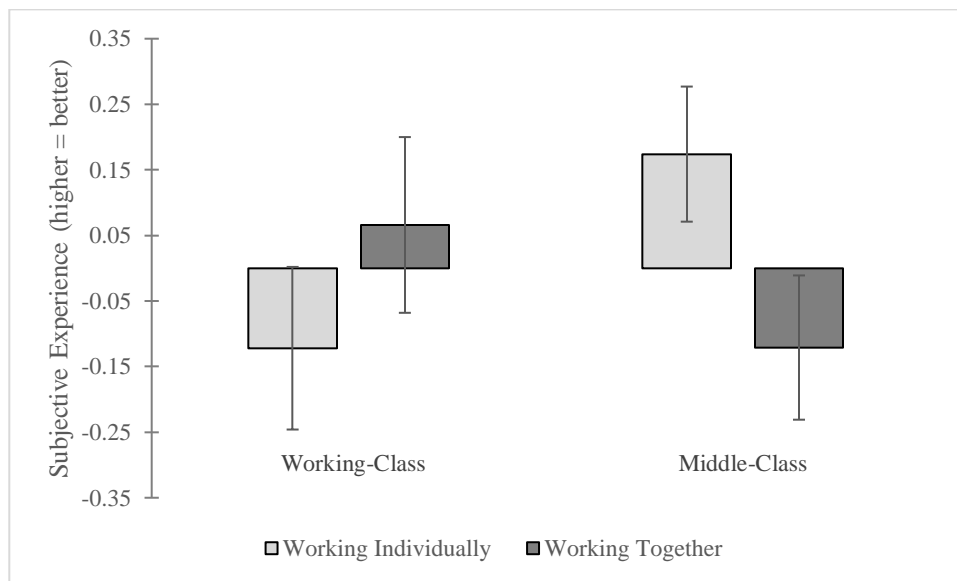 Subjective Experience (higher = better)
0.35
0.25
0.15
0.05
-0.05
-0.15
-0.25
-0.35
Working-Class
Middle-Class
Working Individually
Working Together